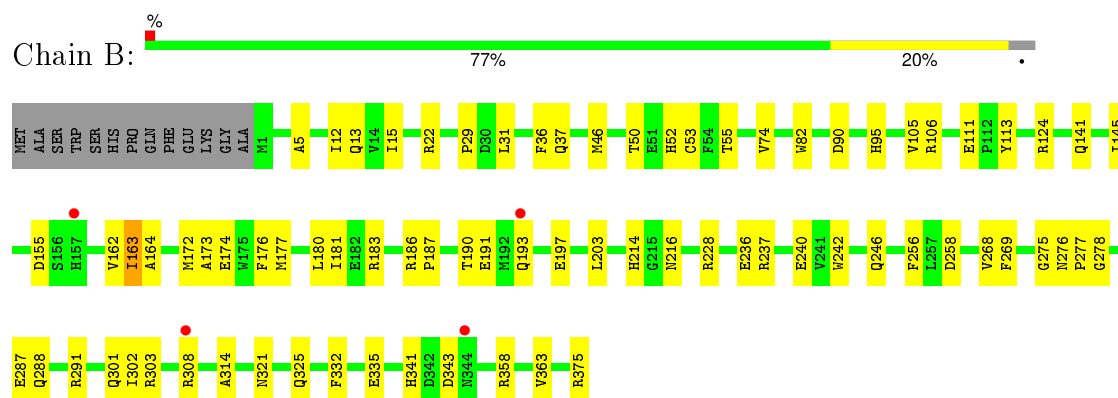 %
Chain B:
77% 20% •
MET ALA SER TRP SER HIS PRO GLN PHE GLU LYS GLY ALA M1 A5 I12 Q13 V14 I15 R22 P29 D30 L31 F36 Q37 M46 T50 E51 H52 C53 F54 T55 V74 W82 D90 H95 V105 R106 E111 P112 Y113 R124 Q141 I145
D155 S156 H157 V162 I163 A164 M172 A173 E174 W175 F176 M177 L180 I181 E182 R183 R186 P187 T190 E191 M192 Q193 E197 L203 H214 G215 N216 R228 E236 R237 E240 V241 W242 Q246 F256 L257 D258 V268 F269 G275 N276 P277 G278
E287 Q288 R291 Q301 I302 R303 R308 A314 N321 Q325 F332 E335 H341 D342 D343 N344 R358 V363 R375